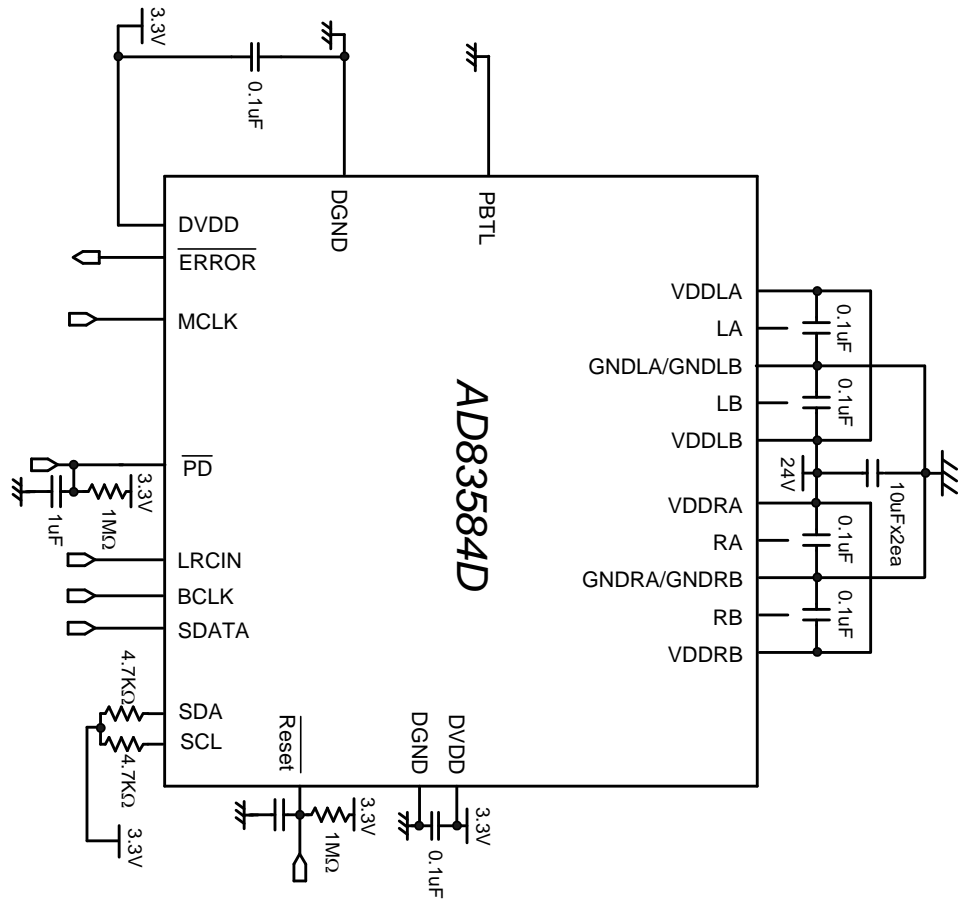 3.3V
0.1uF
DGND
PBTL
DVDD
ERROR
MCLK
PD
3.3V
1MΩ
1uF
LRCIN
BCLK
SDATA
4.7KΩ
SDA
SCL
4.7KΩ
3.3V
Reset
3.3V
1MΩ
DGND
DVDD
3.3V
0.1uF
AD83584D
VDDLA
LA
GNDLA/GNDLB
LB
VDDLB
VDDRA
RA
GNDRA/GNDRB
RB
VDDRB
0.1uF
0.1uF
24V
10uFx2ea
0.1uF
0.1uF